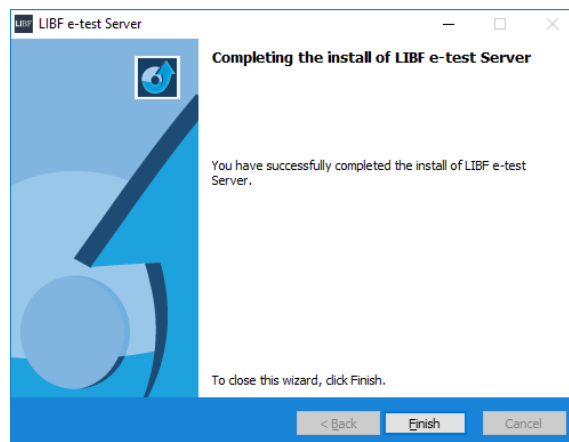 LIBF LIBF e-test Server
Completing the install of LIBF e-test Server
You have successfully completed the install of LIBF e-test
Server.
To close this wizard, click Finish.
< Back Finish Cancel